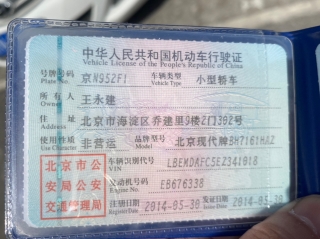 中华人民共和国机动车行驶证
Vehicle License of the People's Republic of China
号牌号码 京N952F1 车辆类型 小型轿车
Plate No. Vehicle Type
所有人 王永建
Owner
住址 北京市海淀区乔建里9楼2门392号
Address
使用性质 非营运 品牌型号 北京现代牌BH7161HAZ
Use Character Model
北京市公 车辆识别代号 LBEMDAFC5EZ341018
安局公安 VIN
交通管理局 发动机号码 EB676338
Engine No.
注册日期 2014-05-30 发证日期 2014-05-30
Register Date Issue Date